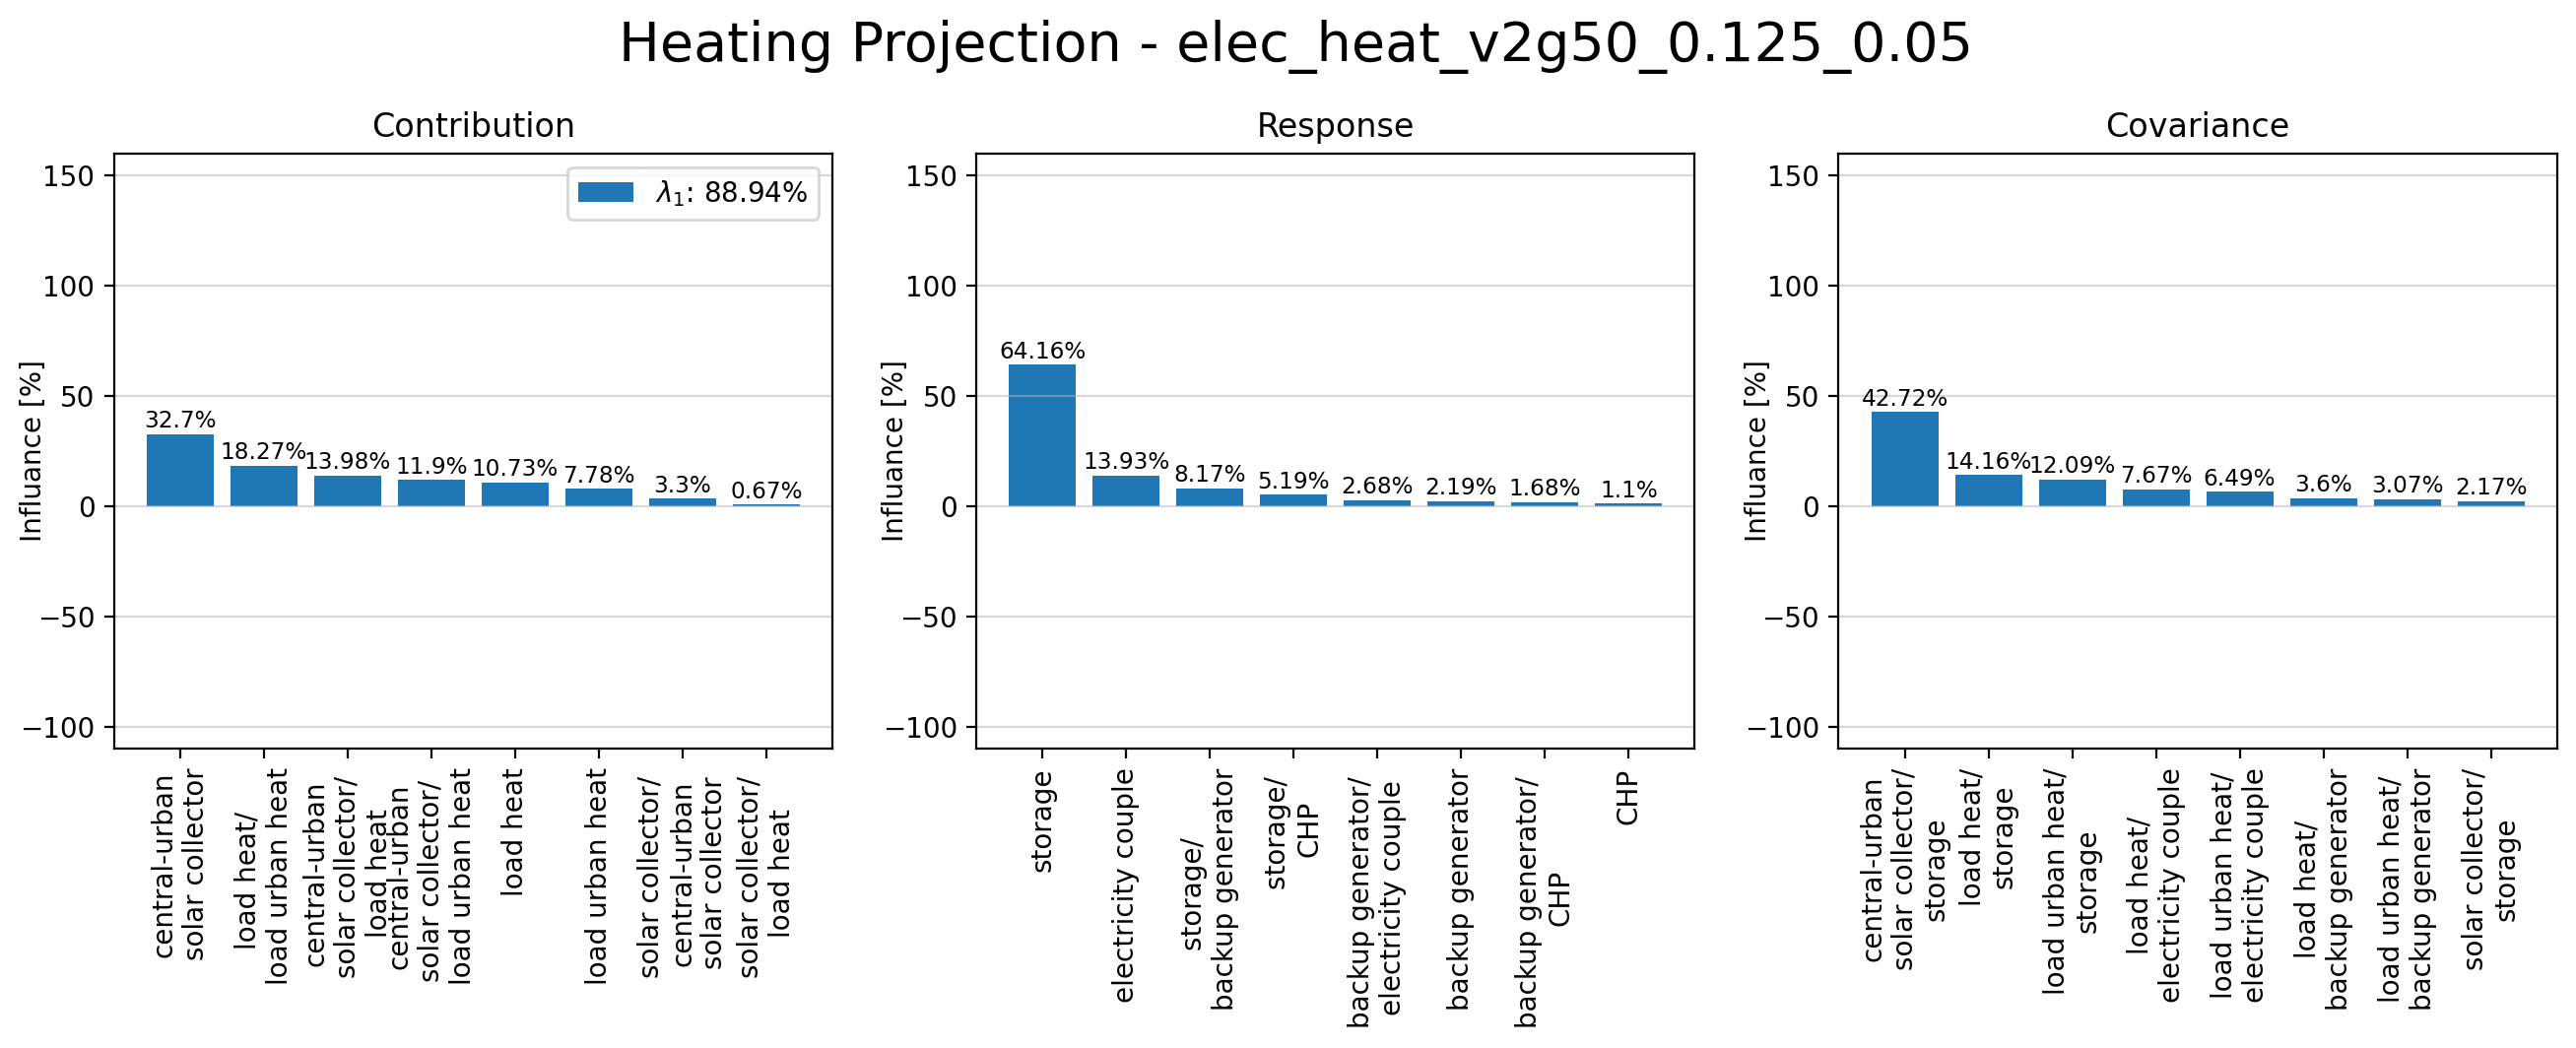 Heating Projection - elec_heat_v2g50_0.125_0.05
Contribution
λ1: 88.94%
Influance [%]
150
100
50
0
−50
−100
32.7%
18.27%
13.98%
11.9%
10.73%
7.78%
3.3%
0.67%
central-urban
solar collector
load heat/
load urban heat
central-urban
solar collector/
load heat
central-urban
solar collector/
load urban heat
load heat
load urban heat
solar collector/
central-urban
solar collector
solar collector/
load heat
Response
Influance [%]
150
100
50
0
−50
−100
64.16%
13.93%
8.17%
5.19%
2.68%
2.19%
1.68%
1.1%
storage
electricity couple
storage/
backup generator
storage/
CHP
backup generator/
electricity couple
backup generator
backup generator/
CHP
CHP
Covariance
Influance [%]
150
100
50
0
−50
−100
42.72%
14.16%
12.09%
7.67%
6.49%
3.6%
3.07%
2.17%
central-urban
solar collector/
storage
load heat/
storage
load urban heat/
storage
load heat/
electricity couple
load urban heat/
electricity couple
load heat/
backup generator
load urban heat/
backup generator
solar collector/
storage